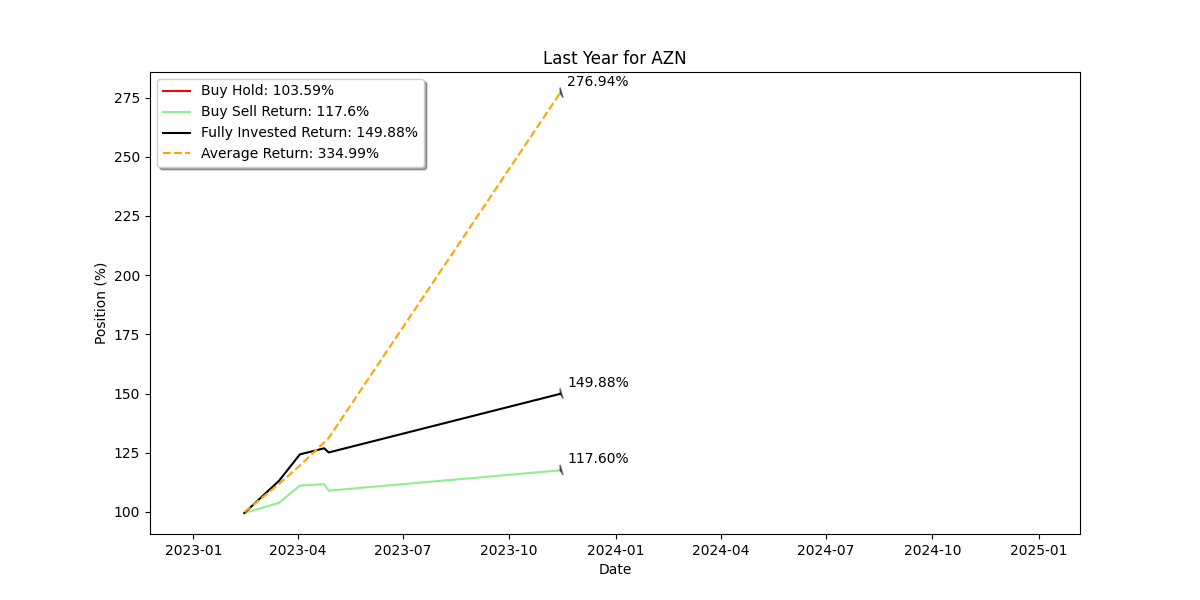 Last Year for AZN
276.94%
Buy Hold: 103.59%
Buy Sell Return: 117.6%
Fully Invested Return: 149.88%
Average Return: 334.99%
275
250
225
200
175
150
125
100
149.88%
117.60%
Position (%)
2023-01 2023-04 2023-07 2023-10 2024-01 2024-04 2024-07 2024-10 2025-01
Date